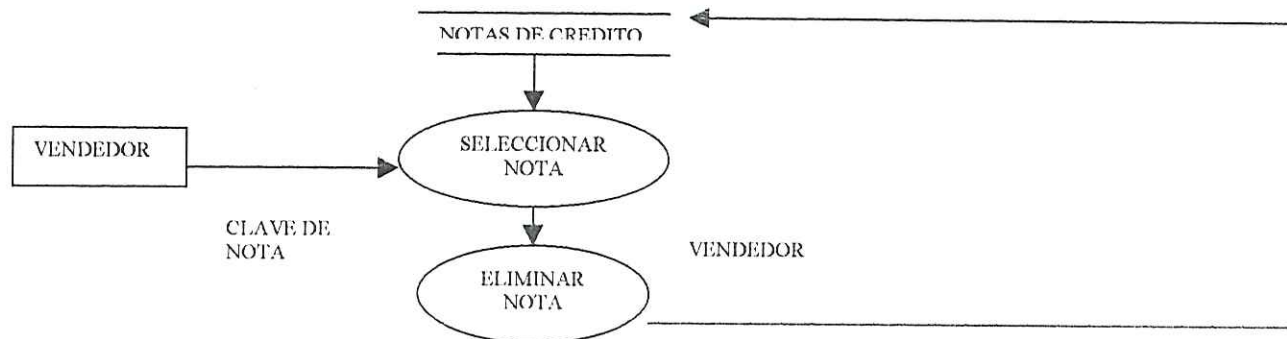 NOTAS DE CREDITO
VENDEDOR
SELECCIONAR
NOTA
CLAVE DE
NOTA
VENDEDOR
ELIMINAR
NOTA